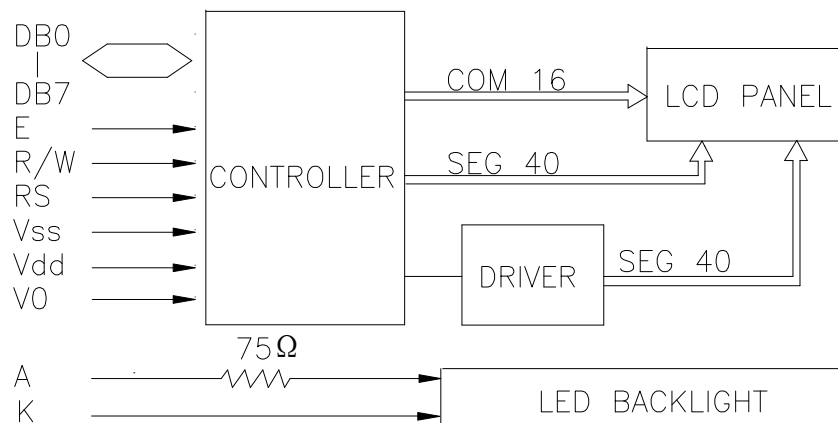 DB0
|
DB7
E
R/W
RS
Vss
Vdd
V0
CONTROLLER
COM 16
LCD PANEL
SEG 40
DRIVER
SEG 40
75Ω
A
K
LED BACKLIGHT